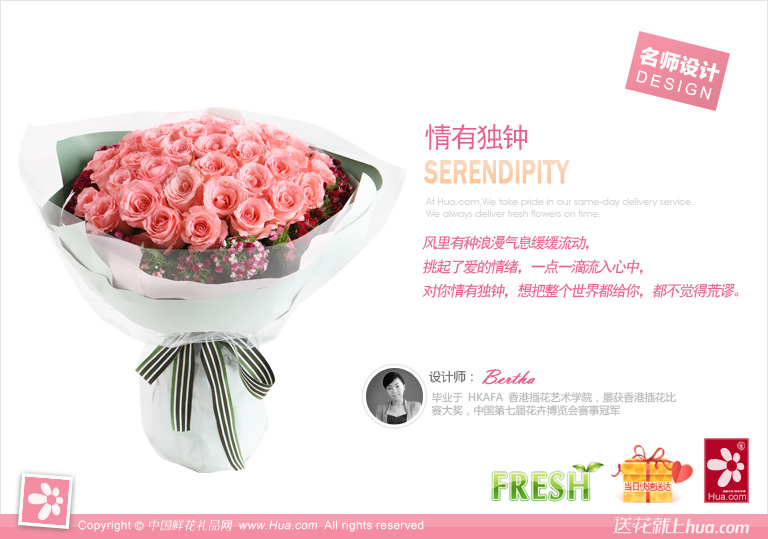 名师设计
DESIGN
情有独钟
SERENDIPITY
At Hua.com,We take pride in our same-day delivery service.
We always deliver fresh flowers on time.
风里有种浪漫气息缓缓流动,
挑起了爱的情绪，一点一滴流入心中，
对你情有独钟，想把整个世界都给你，都不觉得荒谬。
设计师： Bertha
毕业于 HKAFA 香港插花艺术学院，屡获香港插花比
赛大奖，中国第七届花卉博览会赛事冠军
FRESH
当日快速送达
Hua.com
Copyright © 中国鲜花礼品网 www.Hua.com All rights reserved
送花就上hua.com